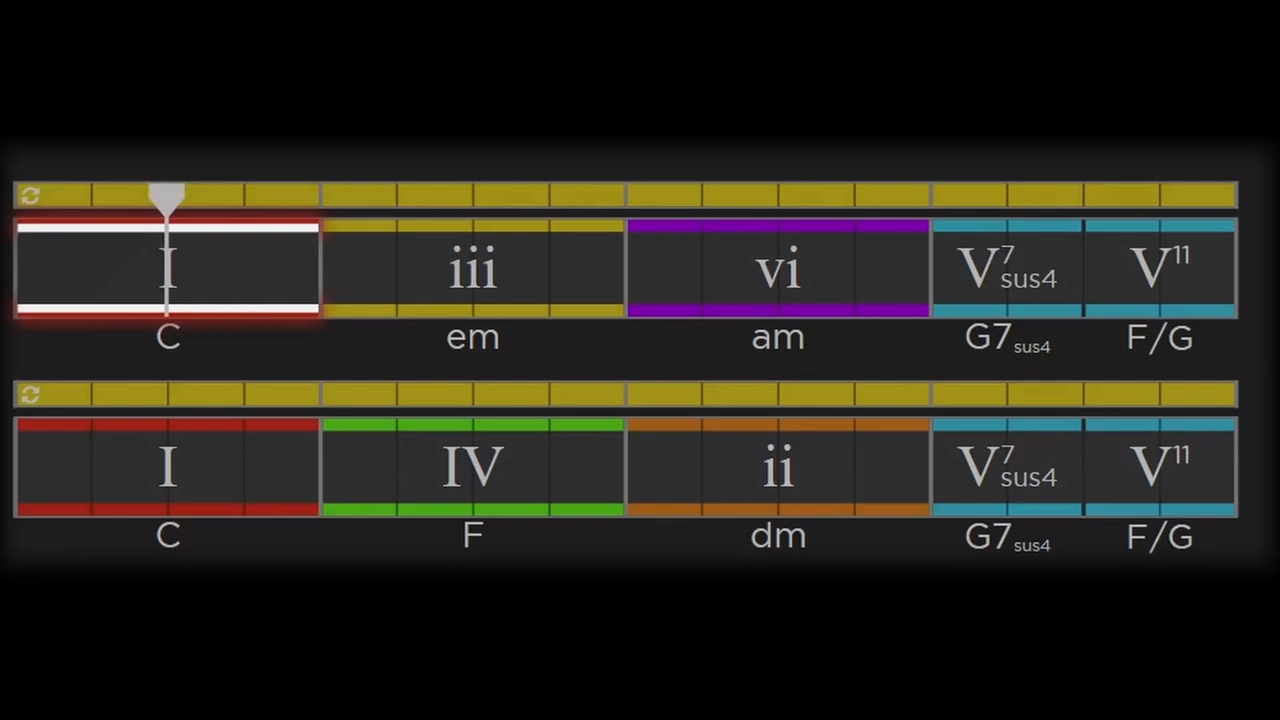 I iii vi V7sus4 V11
C em am G7sus4 F/G
I IV ii V7sus4 V11
C F dm G7sus4 F/G